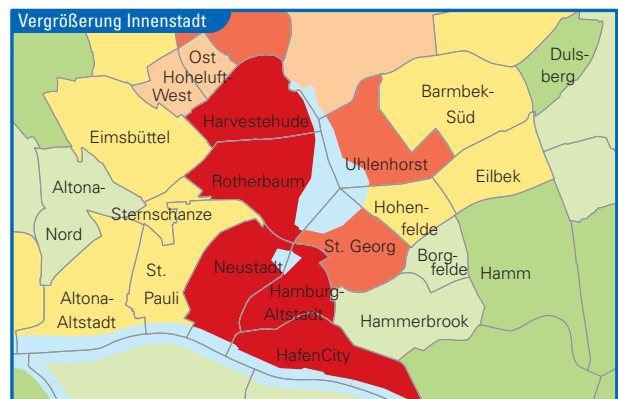 Vergrößerung Innenstadt
Ost
Hoheluft-
West
Dulsberg
Barmbek-
Süd
Harvestehude
Eimsbüttel
Uhlenhorst
Eilbek
Rotherbaum
Altona-
Nord
Sternschanze
Hohen-
felde
St. Georg
Borg-
felde
Neustadt
St.
Pauli
Hamm
Hamburg-
Altstadt
Altona-
Altstadt
Hammerbrook
HafenCity